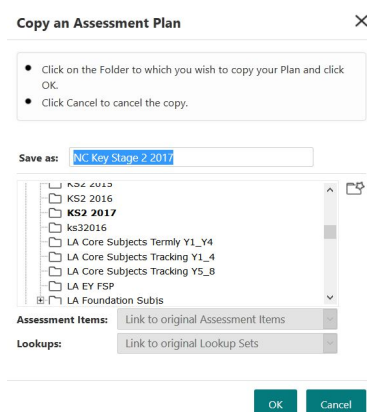 Copy an Assessment Plan
Click on the Folder to which you wish to copy your Plan and click
OK.
Click Cancel to cancel the copy.
Save as: NC Key Stage 2 2017
KS2 2015
KS2 2016
KS2 2017
ks32016
LA Core Subjects Termly Y1_Y4
LA Core Subjects Tracking Y1_4
LA Core Subjects Tracking Y5_8
LA EY FSP
LA Foundation Subjs
Assessment Items: Link to original Assessment Items
Lookups: Link to original Lookup Sets
OK Cancel